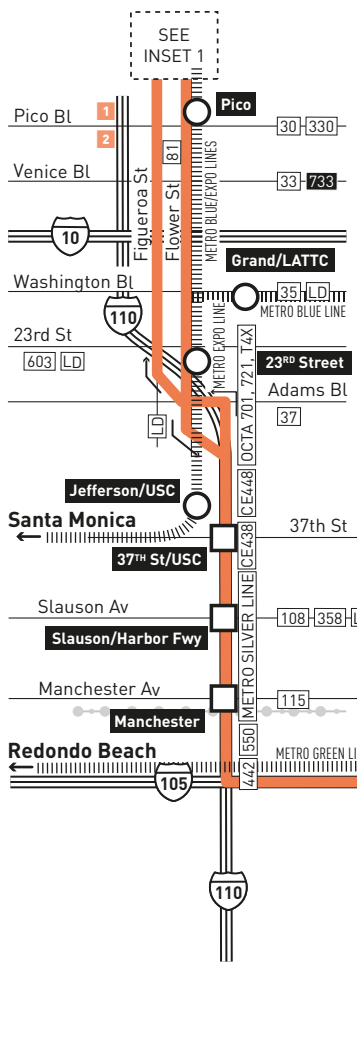 SEE
INSET 1
Pico
Pico Bl
1
2
30
330
Figueroa St
Flower St
81
METRO BLUE/EXPO LINES
Venice Bl
33
733
10
Grand/LATTC
Washington Bl
35
LD
METRO BLUE LINE
110
23rd St
603
LD
METRO EXPO LINE
23RD Street
OCTA 701, 721, T4X
Adams Bl
37
LD
Jefferson/USC
CE448
Santa Monica
37th St
37TH St/USC
CE438
Slauson Av
108
358
Slauson/Harbor Fwy
METRO SILVER LINE
Manchester Av
115
Manchester
550
Redondo Beach
METRO GREEN LI
442
105
110